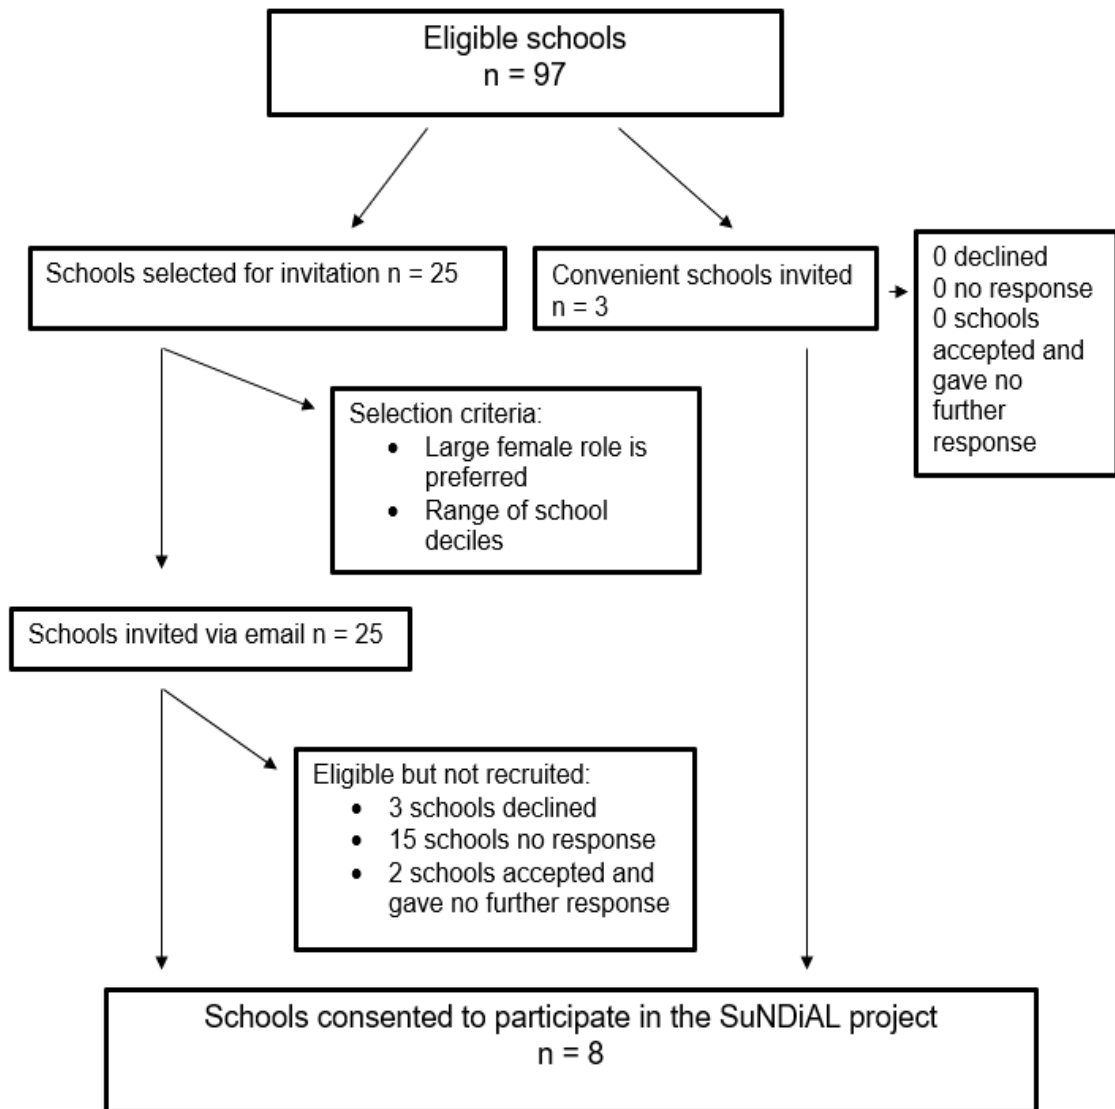 Eligible schools
n = 97
Schools selected for invitation n = 25
Convenient schools invited
n = 3
0 declined
0 no response
0 schools
accepted and
gave no
further
response
Selection criteria:
• Large female role is
preferred
• Range of school
deciles
Schools invited via email n = 25
Eligible but not recruited:
• 3 schools declined
• 15 schools no response
• 2 schools accepted and
gave no further response
Schools consented to participate in the SuNDiAL project
n = 8